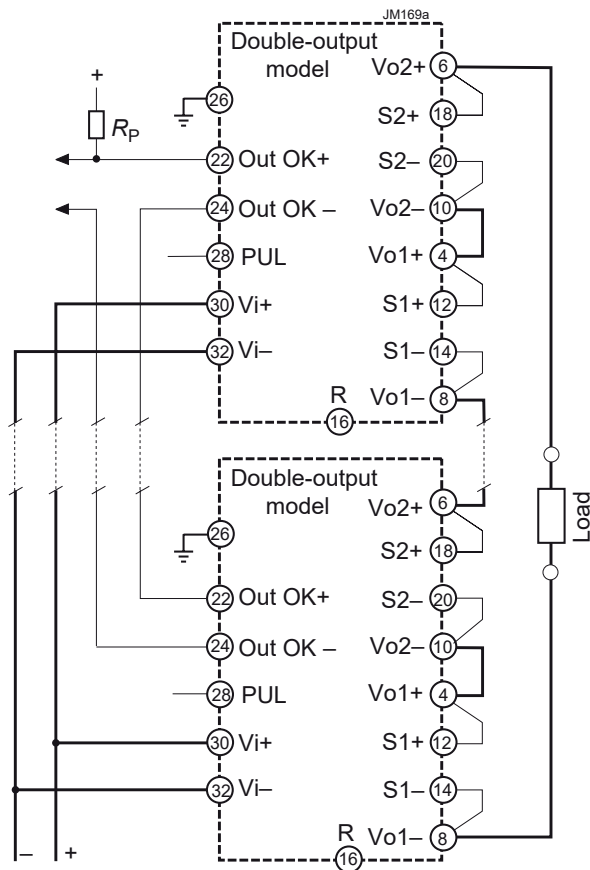 JM169a
Double-output
model
Vo2+ 6
26
+
RP
S2+ 18
22 Out OK+
S2– 20
24 Out OK –
Vo2– 10
28 PUL
Vo1+ 4
30 Vi+
S1+ 12
32 Vi–
S1– 14
R
16
Vo1– 8
Double-output
model
Vo2+ 6
26
S2+ 18
Load
22 Out OK+
S2– 20
24 Out OK –
Vo2– 10
28 PUL
Vo1+ 4
30 Vi+
S1+ 12
32 Vi–
S1– 14
R
16
Vo1– 8
– +